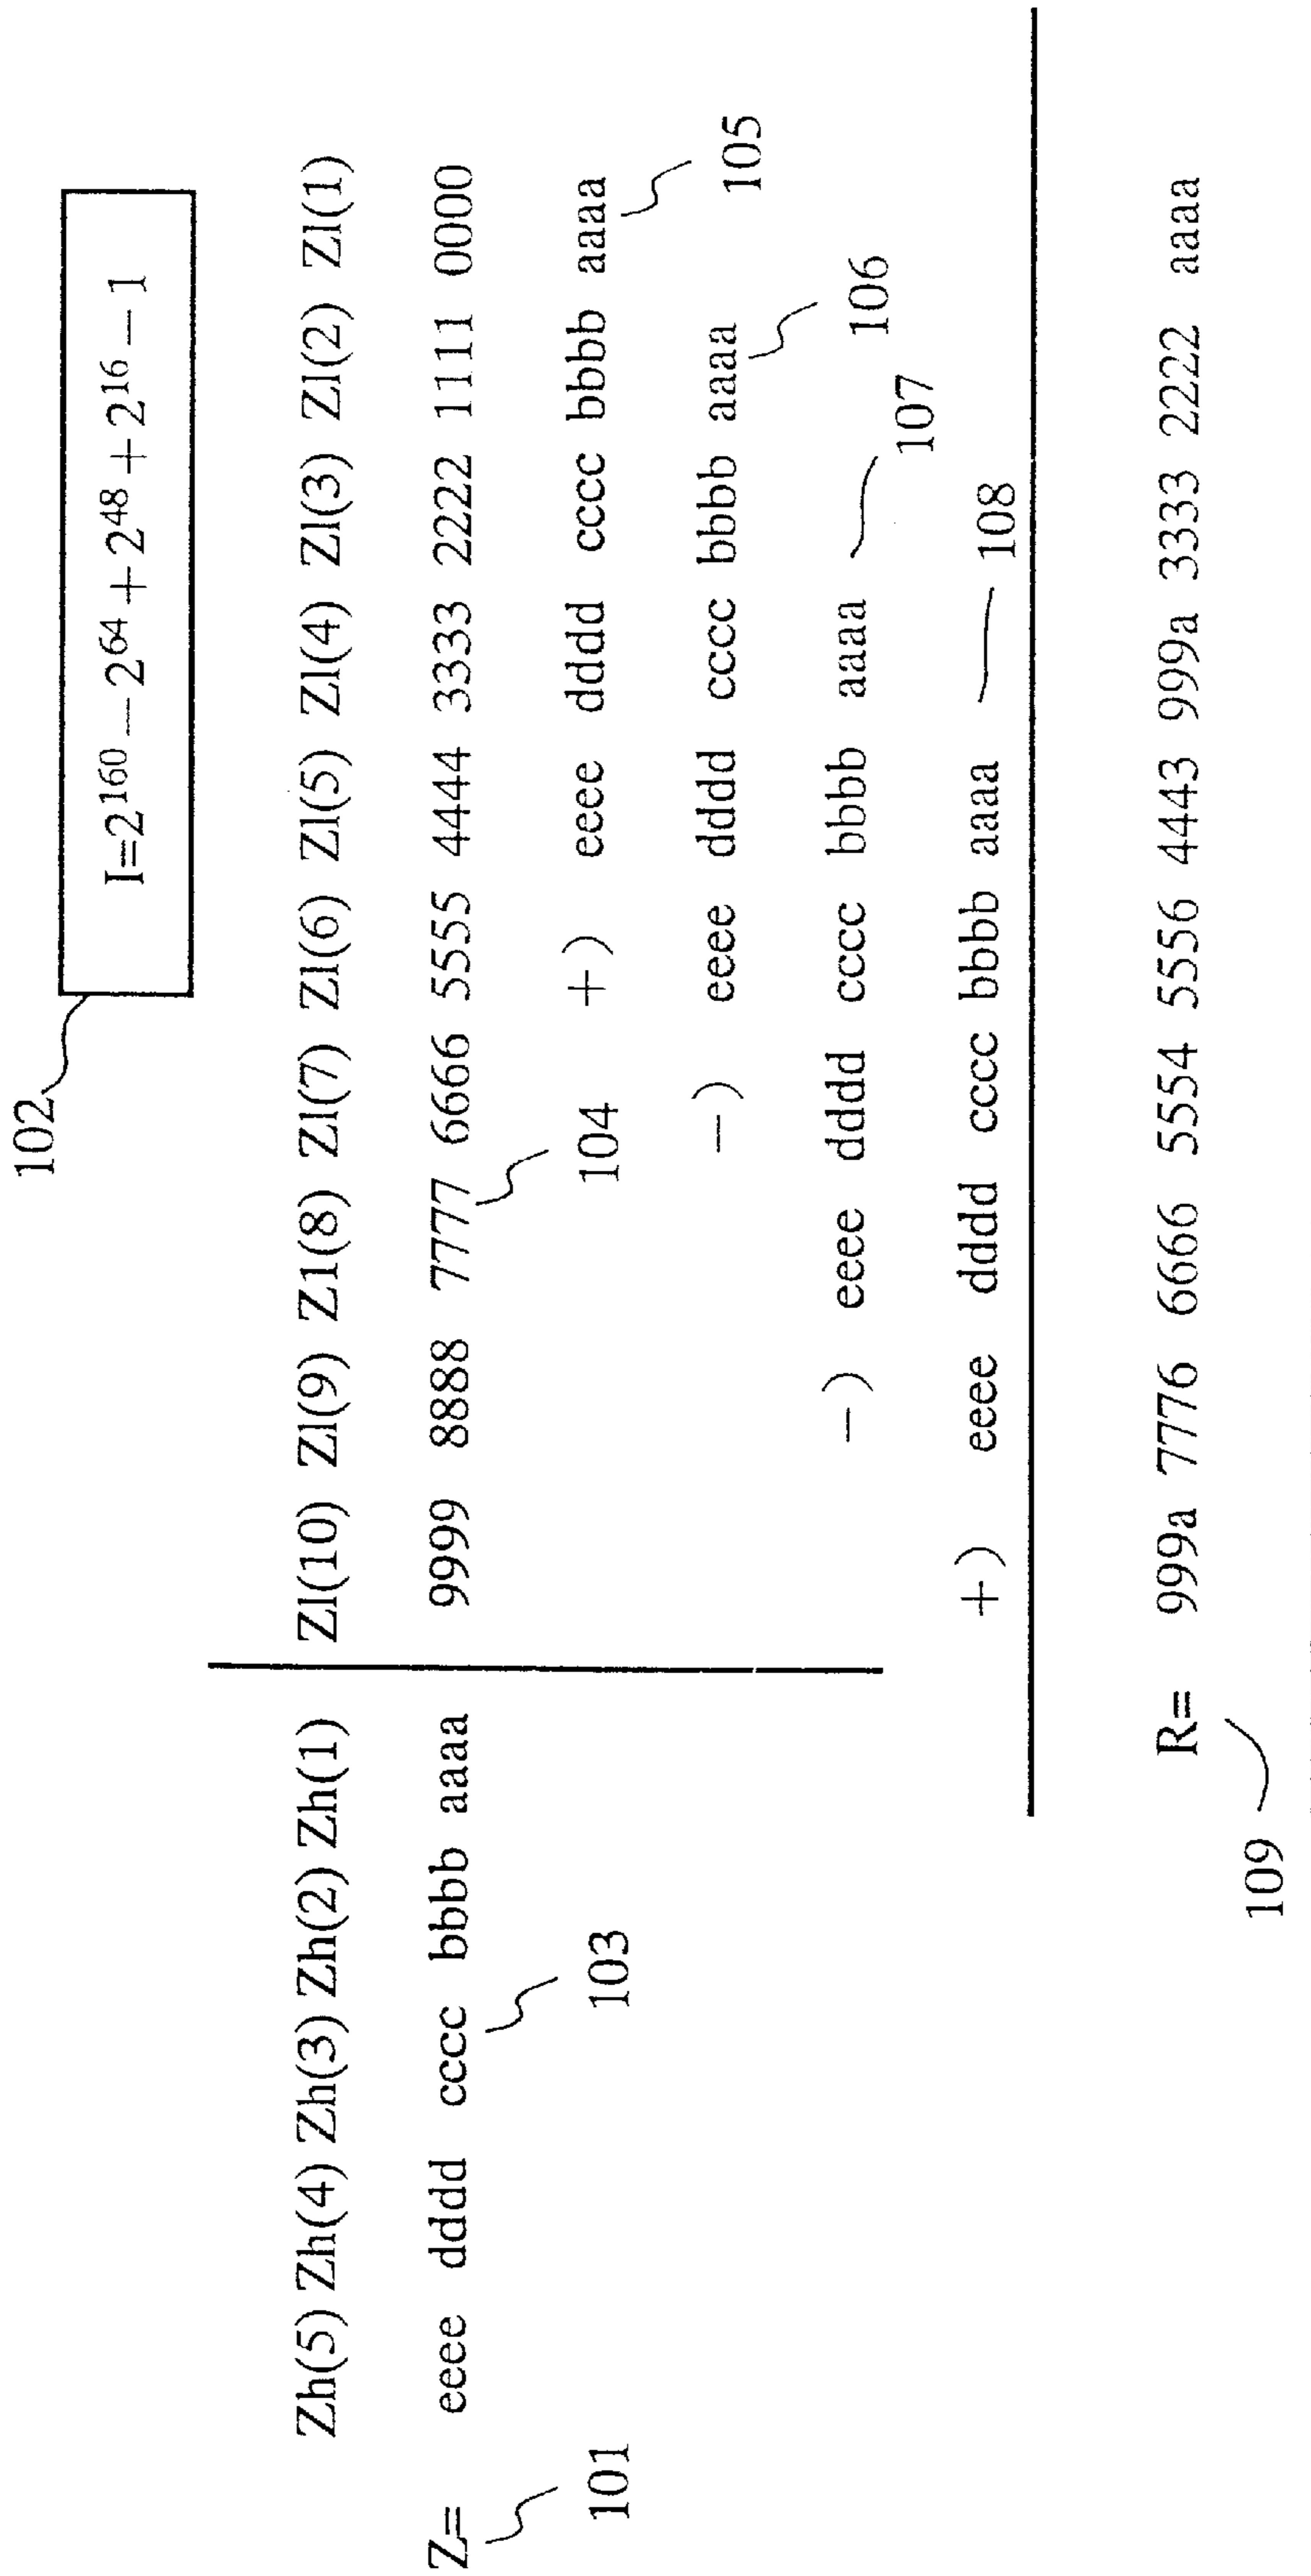 102
I=2^160 − 2^64 + 2^48 + 2^16 − 1
Zh(5) Zh(4) Zh(3) Zh(2) Zh(1) Zl(10) Zl(9) Z1(8) Zl(7) Zl(6) Zl(5) Zl(4) Zl(3) Zl(2) Zl(1)
Z= eeee dddd cccc bbbb aaaa 9999 8888 7777 6666 5555 4444 3333 2222 1111 0000
101
103
104
+) eeee dddd cccc bbbb aaaa
105
−) eeee dddd cccc bbbb aaaa
106
−) eeee dddd cccc bbbb aaaa
107
+) eeee dddd cccc bbbb aaaa
108
R= 999a 7776 6666 5554 5556 4443 999a 3333 2222 aaaa
109